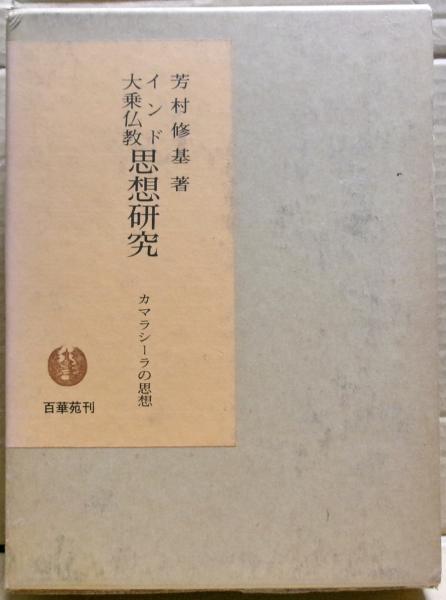 芳村修基著
インド
大乗仏教
思想研究
カマラシーラの思想
百華苑刊